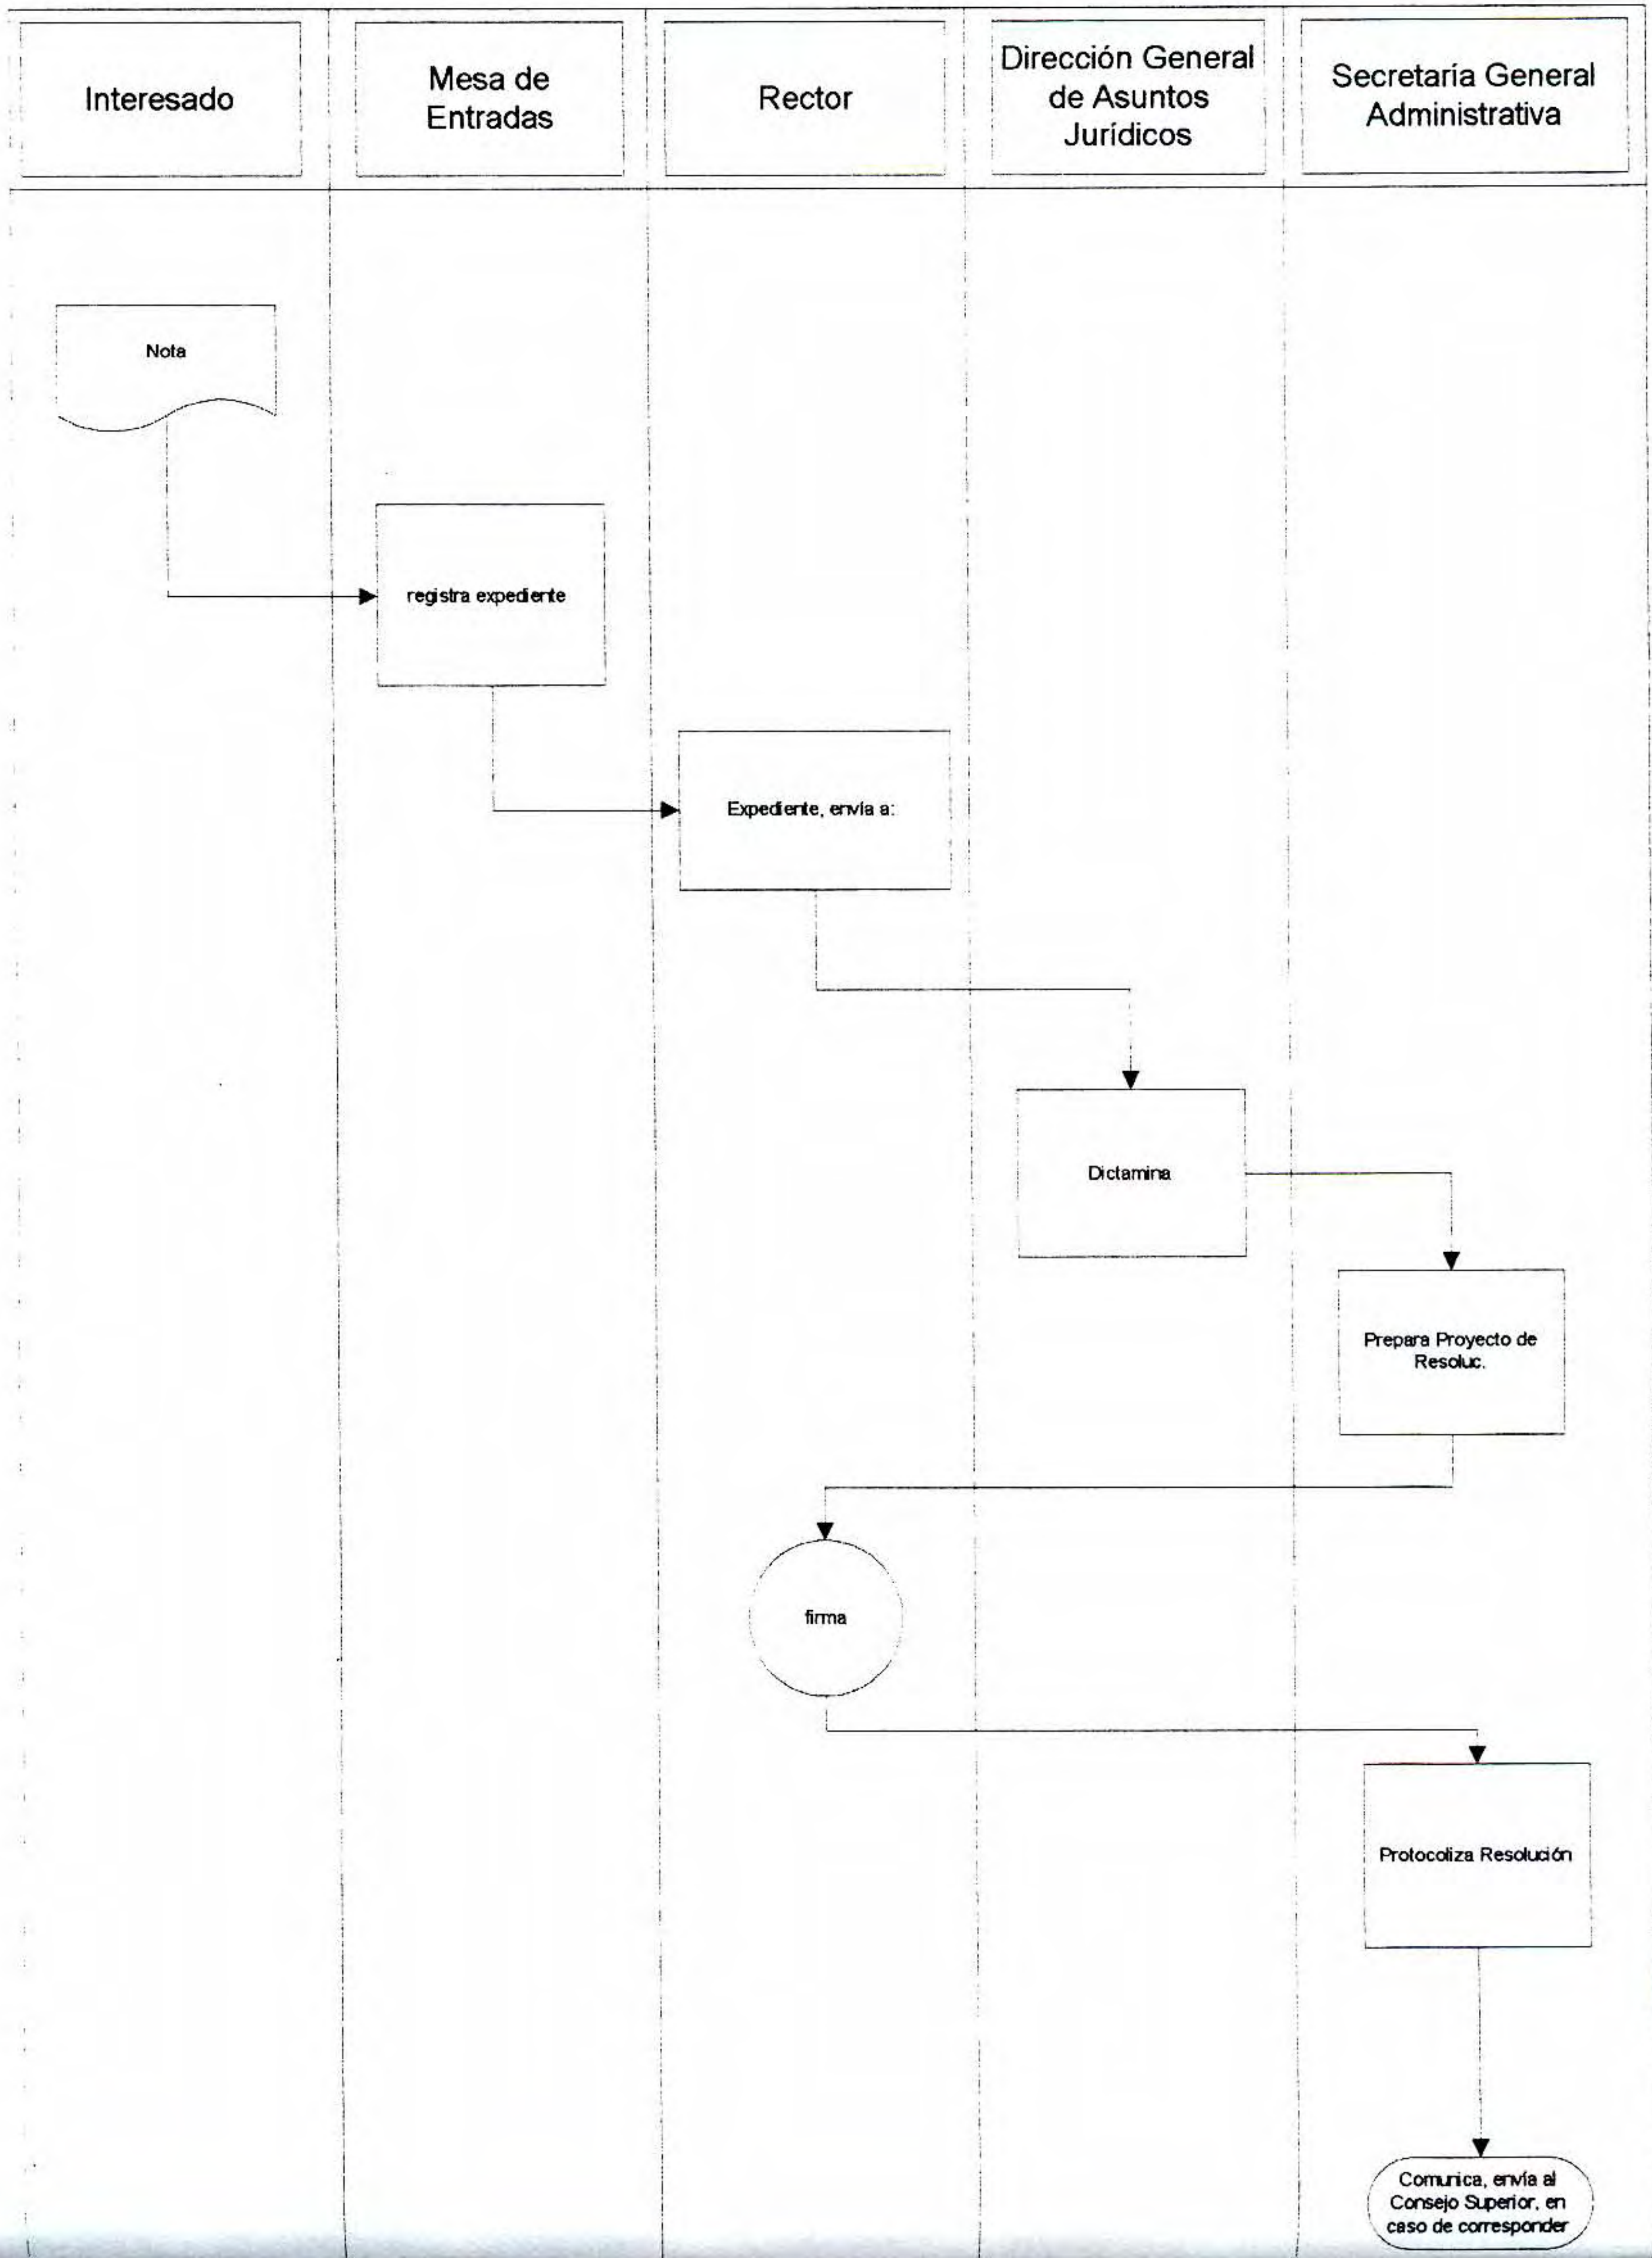 Interesado
Mesa de
Entradas
Rector
Dirección General
de Asuntos
Jurídicos
Secretaría General
Administrativa
Nota
registra expediente
Expediente, envía a:
Dictamina
Prepara Proyecto de
Resoluc.
firma
Protocoliza Resolución
Comunica, envía al
Consejo Superior, en
caso de corresponder